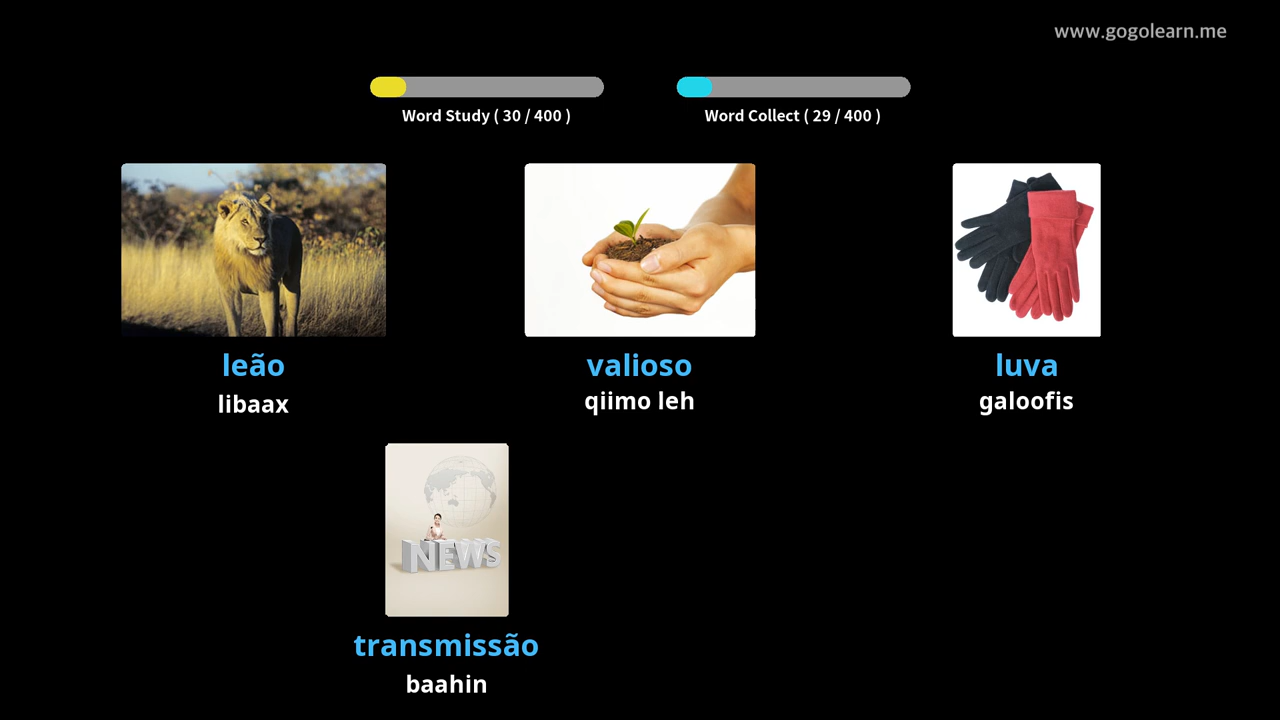 www.gogolearn.me
Word Study ( 30 / 400 )
Word Collect ( 29 / 400 )
leão
valioso
luva
libaax
qiimo leh
galoofis
NEWS
transmissão
baahin